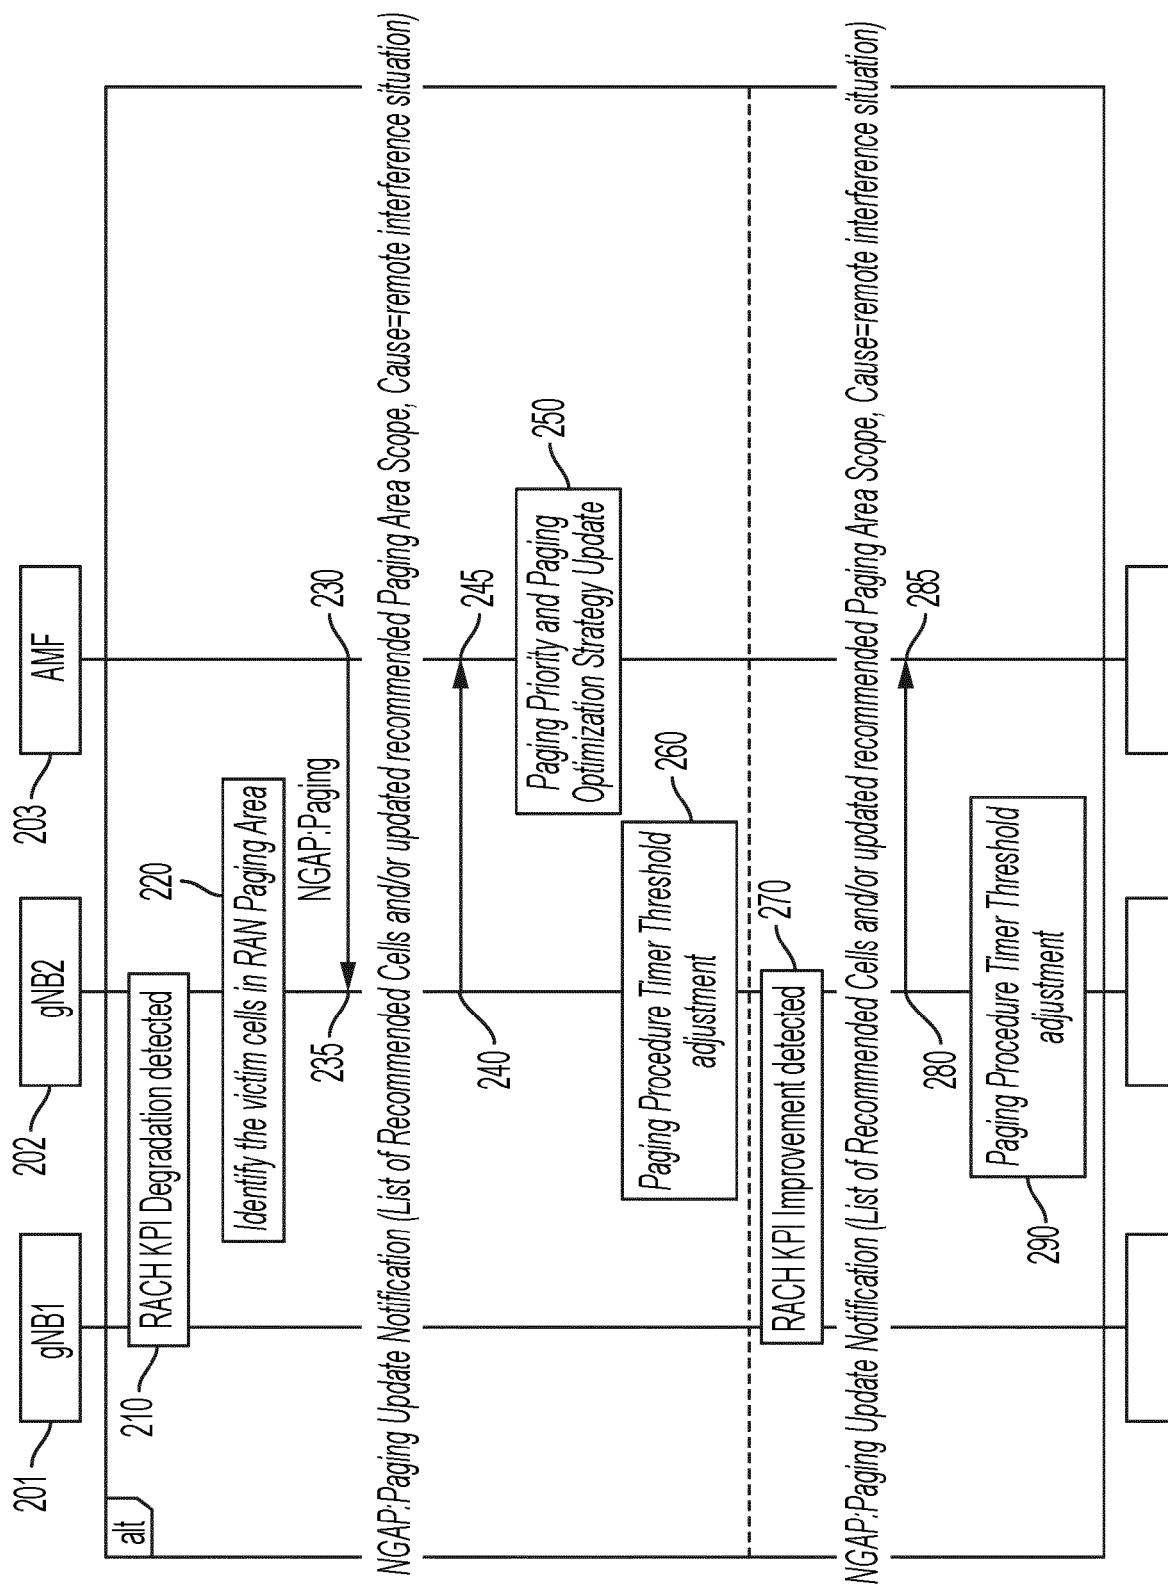 201
gNB1
202
gNB2
203
AMF
alt
210
RACH KPI Degradation detected
220
Identify the victim cells in RAN Paging Area
NGAP:Paging
235
230
NGAP:Paging Update Notification (List of Recommended Cells and/or updated recommended Paging Area Scope, Cause=remote interference situation)
240
245
250
Paging Priority and Paging
Optimization Strategy Update
260
Paging Procedure Timer Threshold
adjustment
270
RACH KPI Improvement detected
NGAP:Paging Update Notification (List of Recommended Cells and/or updated recommended Paging Area Scope, Cause=remote interference situation)
280
285
290
Paging Procedure Timer Threshold
adjustment